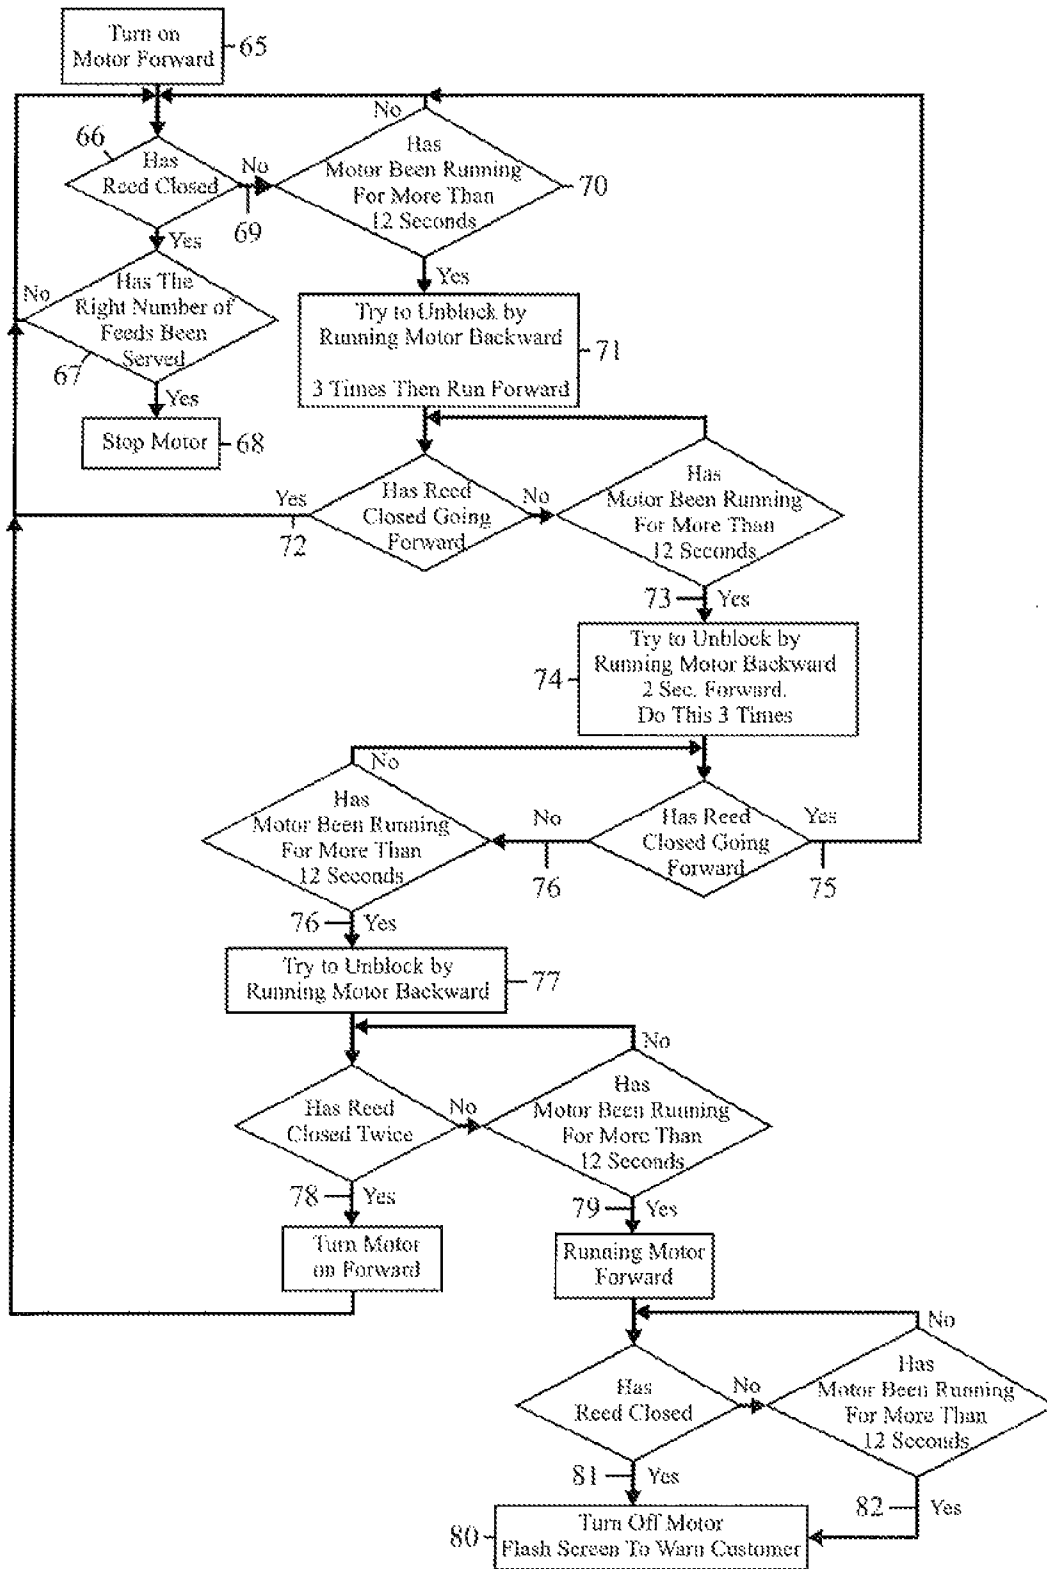 Turn on
Motor Forward
65
66
Has
Reed Closed
No
69
No
Has
Motor Been Running
For More Than
12 Seconds
70
Yes
No
Has The
Right Number of
Feeds Been
Served
67
Yes
Stop Motor
68
Yes
Try to Unblock by
Running Motor Backward
3 Times Then Run Forward
71
Yes
72
Has Reed
Closed Going
Forward
No
Has
Motor Been Running
For More Than
12 Seconds
73
Yes
Try to Unblock by
Running Motor Backward
2 Sec. Forward.
Do This 3 Times
74
No
Has
Motor Been Running
For More Than
12 Seconds
No
76
Has Reed
Closed Going
Forward
Yes
75
76
Yes
Try to Unblock by
Running Motor Backward
77
Has Reed
Closed Twice
No
No
Has
Motor Been Running
For More Than
12 Seconds
78
Yes
79
Yes
Turn Motor
on Forward
Running Motor
Forward
Has
Reed Closed
No
No
Has
Motor Been Running
For More Than
12 Seconds
81
Yes
82
Yes
80
Turn Off Motor
Flash Screen To Warn Customer